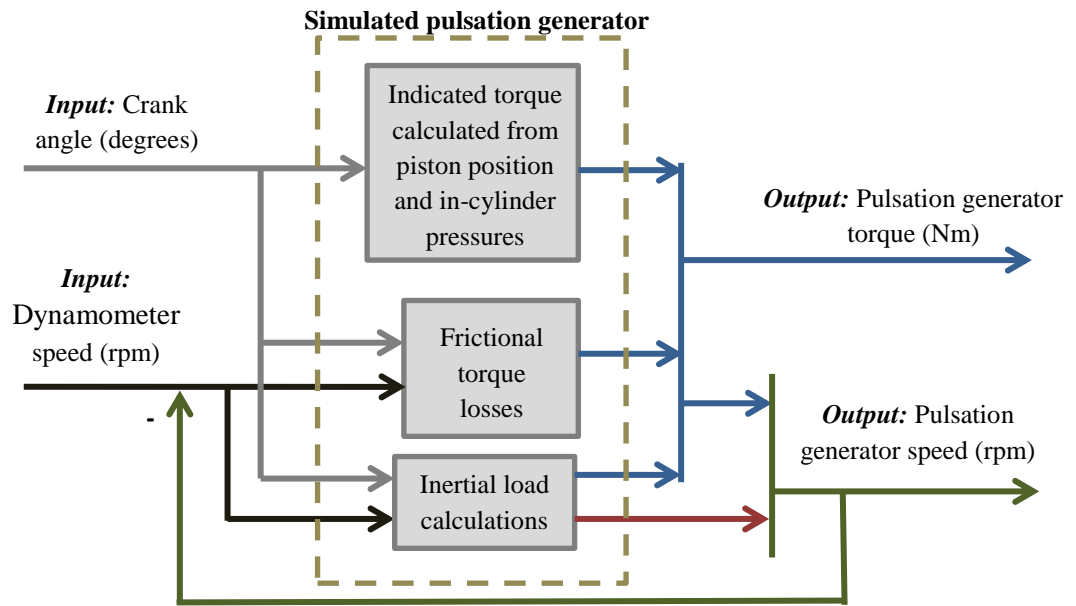 Simulated pulsation generator
Input: Crank
angle (degrees)
Indicated torque
calculated from
piston position
and in-cylinder
pressures
Output: Pulsation generator
torque (Nm)
Input:
Dynamometer
speed (rpm)
-
Frictional
torque
losses
Output: Pulsation
generator speed (rpm)
Inertial load
calculations